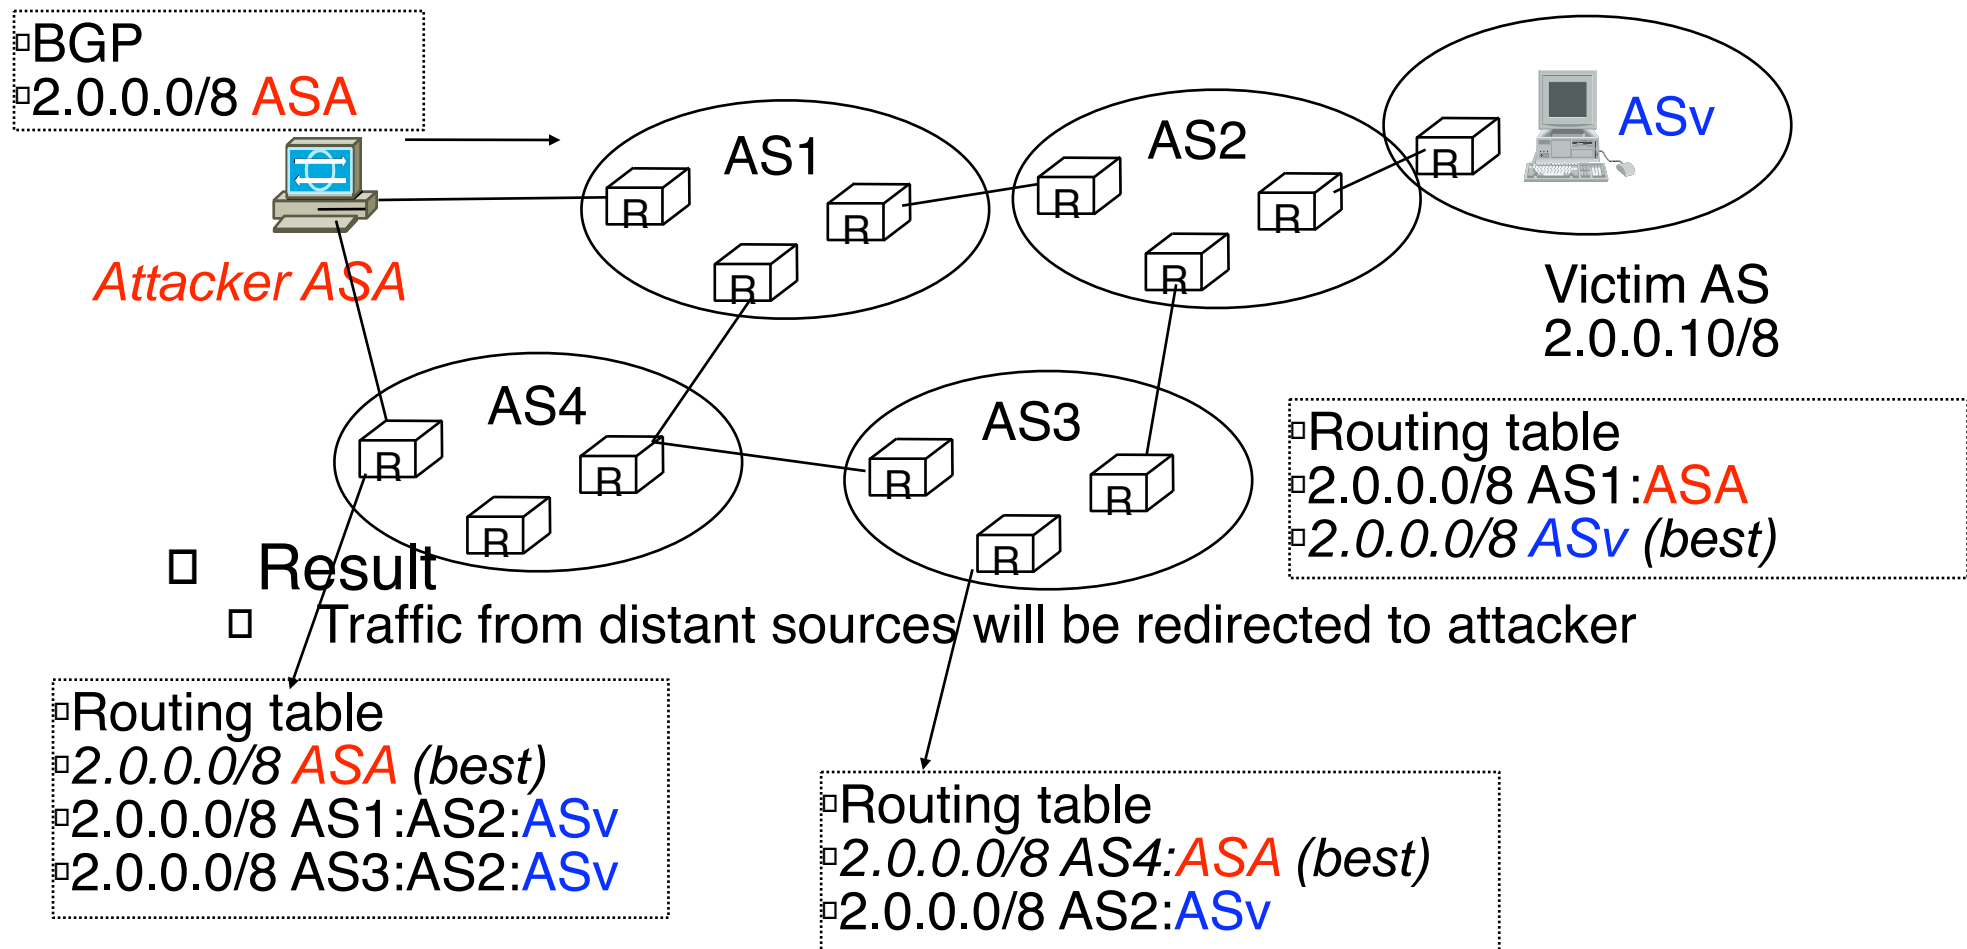 BGP
2.0.0.0/8 ASA
Attacker ASA
AS1
R
R
R
AS2
R
R
R
R
ASv
Victim AS
2.0.0.10/8
AS4
R
R
R
AS3
R
R
R
Routing table
2.0.0.0/8 AS1:ASA
2.0.0.0/8 ASv (best)
Result
Traffic from distant sources will be redirected to attacker
Routing table
2.0.0.0/8 ASA (best)
2.0.0.0/8 AS1:AS2:ASv
2.0.0.0/8 AS3:AS2:ASv
Routing table
2.0.0.0/8 AS4:ASA (best)
2.0.0.0/8 AS2:ASv